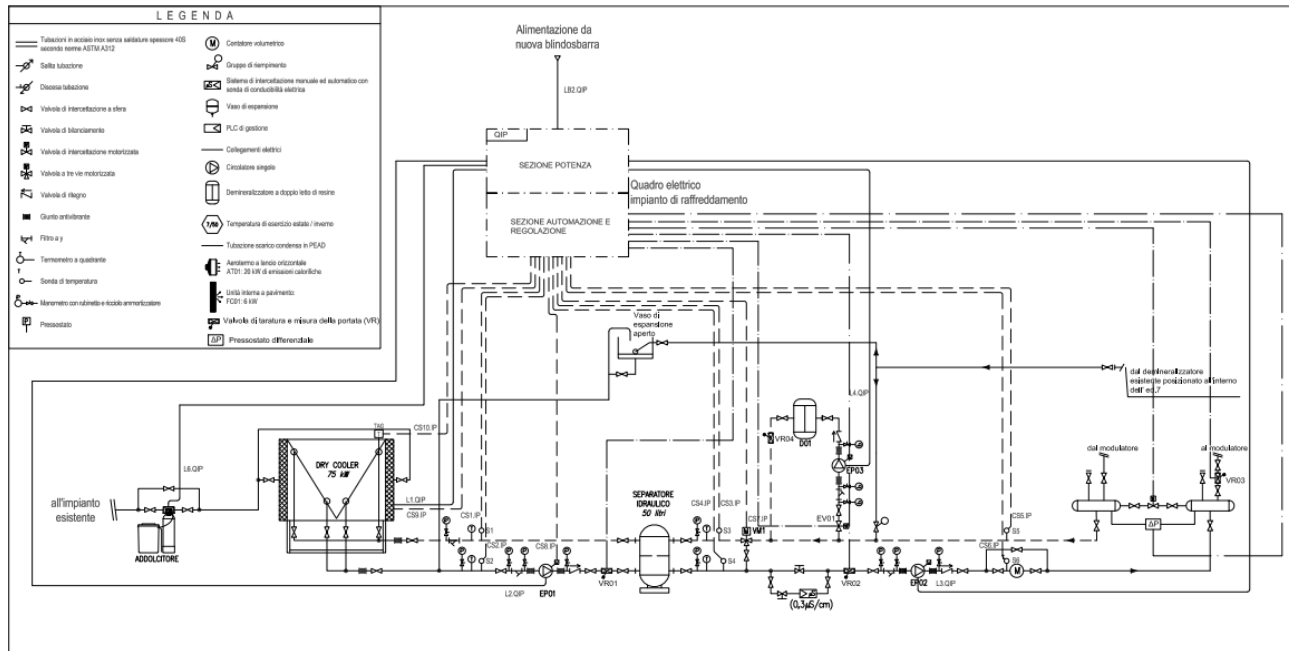 LEGENDA
Tubazioni in acciaio inox senza saldature spessore 40S
secondo norme ASTM A312
Salita tubazione
Discesa tubazione
Valvola di intercettazione a sfera
Valvola di bilanciamento
Valvola di intercettazione motorizzata
Valvola a tre vie motorizzata
Valvola di ritegno
Giunto antivibrante
Filtro a y
Termometro a quadrante
Sonda di temperatura
Manometro con rubinetto e ricciolo ammortizzatore
P
Pressostato
M
Contatore volumetrico
Gruppo di riempimento
Sistema di intercettazione manuale ed automatico con
sonda di conducibilità elettrica
Vaso di espansione
PLC di gestione
Collegamenti elettrici
Circolatore singolo
Demineralizzatore a doppio letto di resine
7/50
Temperatura di esercizio estate / inverno
Tubazione scarico condensa in PEAD
Aerotermo a lancio orizzontale
AT01: 20 kW di emissioni calorifiche
Unità interna a pavimento:
FC01: 6 kW
Valvola di taratura e misura della portata (VR)
ΔP
Pressostato differenziale
Alimentazione da
nuova blindosbarra
LB2.QIP
QIP
SEZIONE POTENZA
SEZIONE AUTOMAZIONE E
REGOLAZIONE
Quadro elettrico
impianto di raffreddamento
Vaso di
espansione
aperto
dal demineralizzatore
esistente posizionato all'interno
dell' ed.7
L4.QIP
TAE
CS10.IP
DRY COOLER
75 kW
L6.QIP
L1.QIP
CS9.IP
all'impianto
esistente
ADDOLCITORE
CS1.IP
S1
CS2.IP
S2
CS8.IP
L2.QIP
EP01
VR01
SEPARATORE
IDRAULICO
50 litri
CS4.IP
CS3.IP
S3
S4
CS7.IP
VM1
VR04
D01
EP03
EV01
(0,3µS/cm)
VR02
EP02
L3.QIP
CS5.IP
S5
CS6.IP
S6
M
dal modulatore
al modulatore
VR03
ΔP